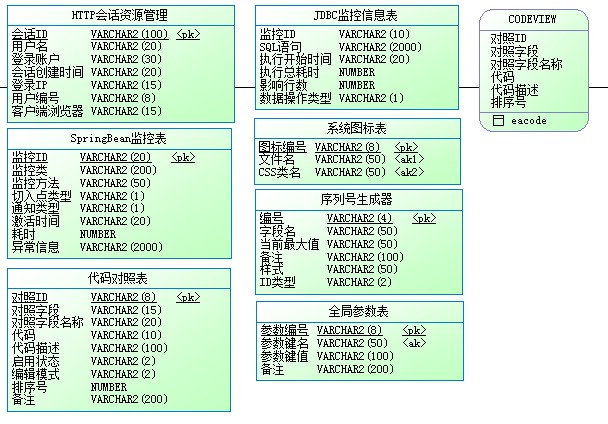 HTTP会话资源管理
会话ID VARCHAR2(100) <pk>
用户名 VARCHAR2(20)
登录账户 VARCHAR2(30)
会话创建时间 VARCHAR2(20)
登录IP VARCHAR2(15)
用户编号 VARCHAR2(8)
客户端浏览器 VARCHAR2(15)
SpringBean监控表
监控ID VARCHAR2(20) <pk>
监控类 VARCHAR2(200)
监控方法 VARCHAR2(50)
切入点类型 VARCHAR2(1)
通知类型 VARCHAR2(1)
激活时间 VARCHAR2(20)
耗时 NUMBER
异常信息 VARCHAR2(2000)
代码对照表
对照ID VARCHAR2(8) <pk>
对照字段 VARCHAR2(15)
对照字段名称 VARCHAR2(20)
代码 VARCHAR2(10)
代码描述 VARCHAR2(100)
启用状态 VARCHAR2(2)
编辑模式 VARCHAR2(2)
排序号 NUMBER
备注 VARCHAR2(200)
JDBC监控信息表
监控ID VARCHAR2(10)
SQL语句 VARCHAR2(2000)
执行开始时间 VARCHAR2(20)
执行总耗时 NUMBER
影响行数 NUMBER
数据操作类型 VARCHAR2(1)
系统图标表
图标编号 VARCHAR2(8) <pk>
文件名 VARCHAR2(50) <ak1>
CSS类名 VARCHAR2(50) <ak2>
序列号生成器
编号 VARCHAR2(4) <pk>
字段名 VARCHAR2(50)
当前最大值 VARCHAR2(50)
备注 VARCHAR2(100)
样式 VARCHAR2(50)
ID类型 VARCHAR2(2)
全局参数表
参数编号 VARCHAR2(8) <pk>
参数键名 VARCHAR2(50) <ak>
参数键值 VARCHAR2(100)
备注 VARCHAR2(200)
CODEVIEW
对照ID
对照字段
对照字段名称
代码
代码描述
排序号
eacode